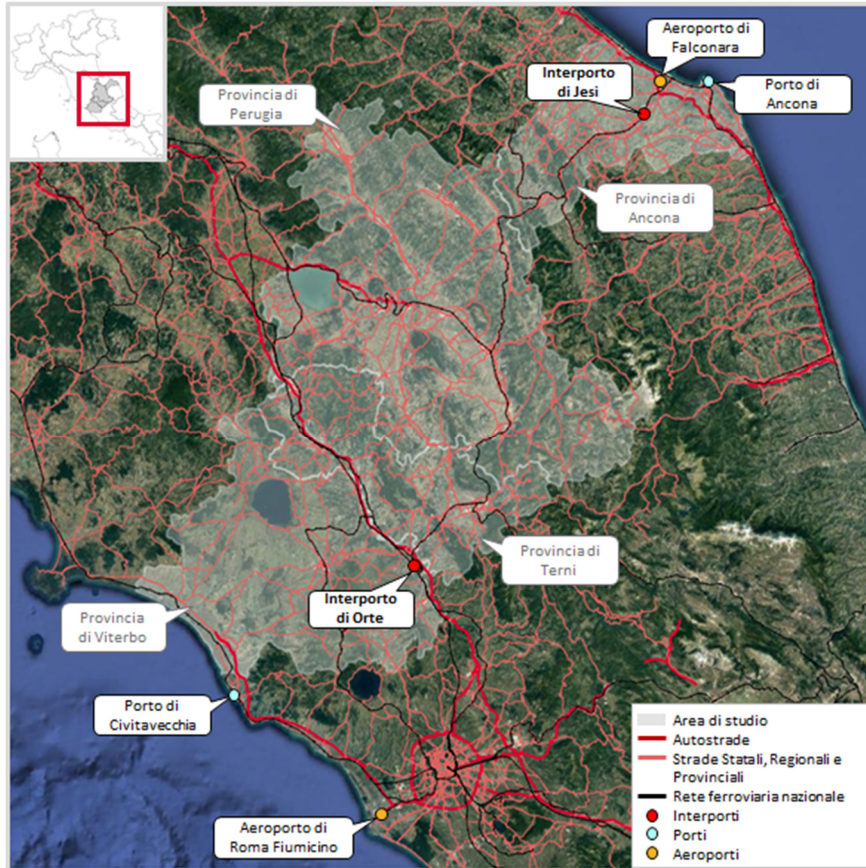 Aeroporto di
Falconara
Interporto
di Jesi
Porto di
Ancona
Provincia di
Perugia
Provincia di
Ancona
Provincia di
Terni
Interporto
di Orte
Provincia
di Viterbo
Porto di
Civitavecchia
Aeroporto di
Roma Fiumicino
Area di studio
Autostrade
Strade Statali, Regionali e
Provinciali
Rete ferroviaria nazionale
Interporti
Porti
Aeroporti